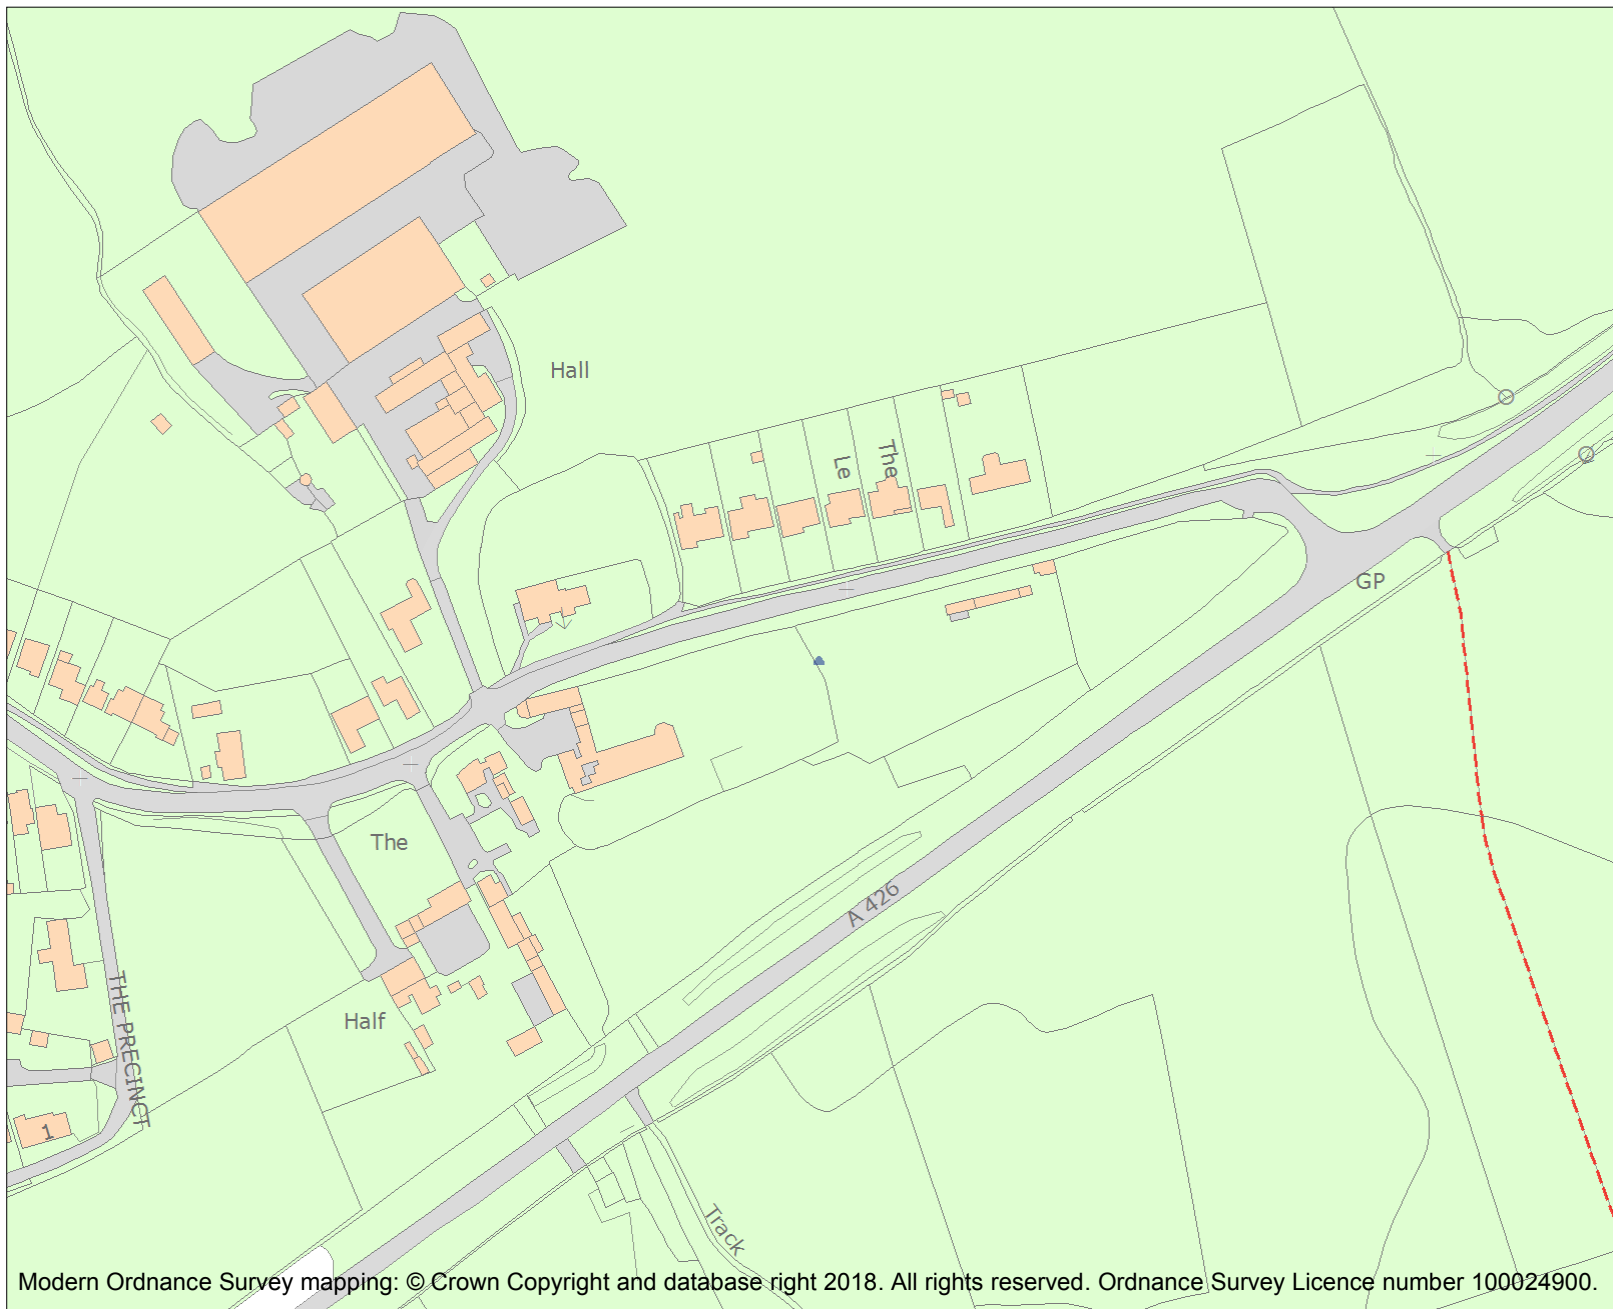 Hall
The
Le
GP
The
A 426
THE PRECINCT
Half
1
Track
Modern Ordnance Survey mapping: © Crown Copyright and database right 2018. All rights reserved. Ordnance Survey Licence number 100024900.